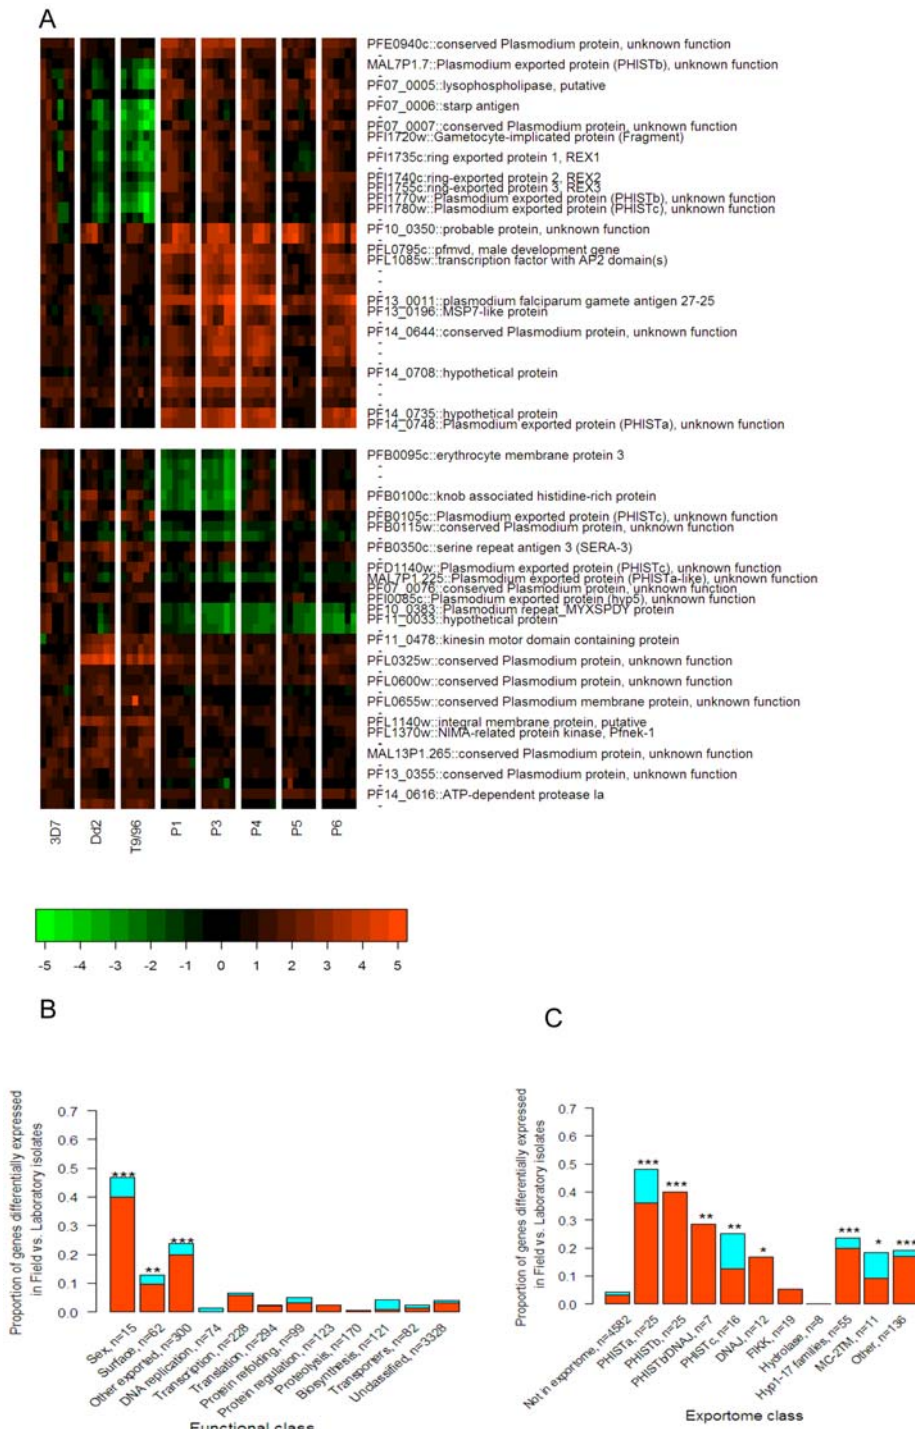 A
PFE0940c::conserved Plasmodium protein, unknown function
MAL7P1.7::Plasmodium exported protein (PHISTb), unknown function
PF07_0005::lysophospholipase, putative
PF07_0006::starp antigen
PF07_0007::conserved Plasmodium protein, unknown function
PFI1720w::Gametocyte-implicated protein (Fragment)
PFI1735c:ring exported protein 1, REX1
PFI1740c:ring-exported protein 2, REX2
PFI1755c:ring-exported protein 3, REX3
PFI1770w::Plasmodium exported protein (PHISTb), unknown function
PFI1780w::Plasmodium exported protein (PHISTc), unknown function
PF10_0350::probable protein, unknown function
PFL0795c::pfmvd, male development gene
PFL1085w::transcription factor with AP2 domain(s)
PF13_0011::plasmodium falciparum gamete antigen 27-25
PF13_0196::MSP7-like protein
PF14_0644::conserved Plasmodium protein, unknown function
PF14_0708::hypothetical protein
PF14_0735::hypothetical protein
PF14_0748::Plasmodium exported protein (PHISTa), unknown function
PFB0095c::erythrocyte membrane protein 3
PFB0100c::knob associated histidine-rich protein
PFB0105c::Plasmodium exported protein (PHISTc), unknown function
PFB0115w::conserved Plasmodium protein, unknown function
PFB0350c::serine repeat antigen 3 (SERA-3)
PFD1140w::Plasmodium exported protein (PHISTc), unknown function
MAL7P1.225::Plasmodium exported protein (PHISTa-like), unknown function
PF07_0076::conserved Plasmodium protein, unknown function
PFI0085c::Plasmodium exported protein (hyp5), unknown function
PF10_0383::Plasmodium repeat_MYXSPDY protein
PF11_0033::hypothetical protein
PF11_0478::kinesin motor domain containing protein
PFL0325w::conserved Plasmodium protein, unknown function
PFL0600w::conserved Plasmodium protein, unknown function
PFL0655w::conserved Plasmodium membrane protein, unknown function
PFL1140w::integral membrane protein, putative
PFL1370w::NIMA-related protein kinase, Pfnek-1
MAL13P1.265::conserved Plasmodium protein, unknown function
PF13_0355::conserved Plasmodium protein, unknown function
PF14_0616::ATP-dependent protease la
3D7 Dd2 T9/96 P1 P3 P4 P5 P6
-5 -4 -3 -2 -1 0 1 2 3 4 5
B
Proportion of genes differentially expressed
in Field vs. Laboratory isolates
0.7
0.6
0.5
0.4
0.3
0.2
0.1
0.0
*** ** ***
Sex, n=15
Surface, n=62
Other exported, n=300
DNA replication, n=74
Transcription, n=228
Translation, n=294
Protein refolding, n=99
Protein regulation, n=123
Proteolysis, n=170
Biosynthesis, n=121
Transporters, n=82
Unclassified, n=3328
Functional class
C
Proportion of genes differentially expressed
in Field vs. Laboratory isolates
0.7
0.6
0.5
0.4
0.3
0.2
0.1
0.0
*** *** ** ** * *** * ***
Not in exportome, n=4582
PHISTa, n=25
PHISTb, n=25
PHISTb/DNAJ, n=7
PHISTc, n=16
DNAJ, n=12
FIKK, n=19
Hydrolase, n=8
Hyp1-17 families, n=55
MC-2TM, n=11
Other, n=136
Exportome class